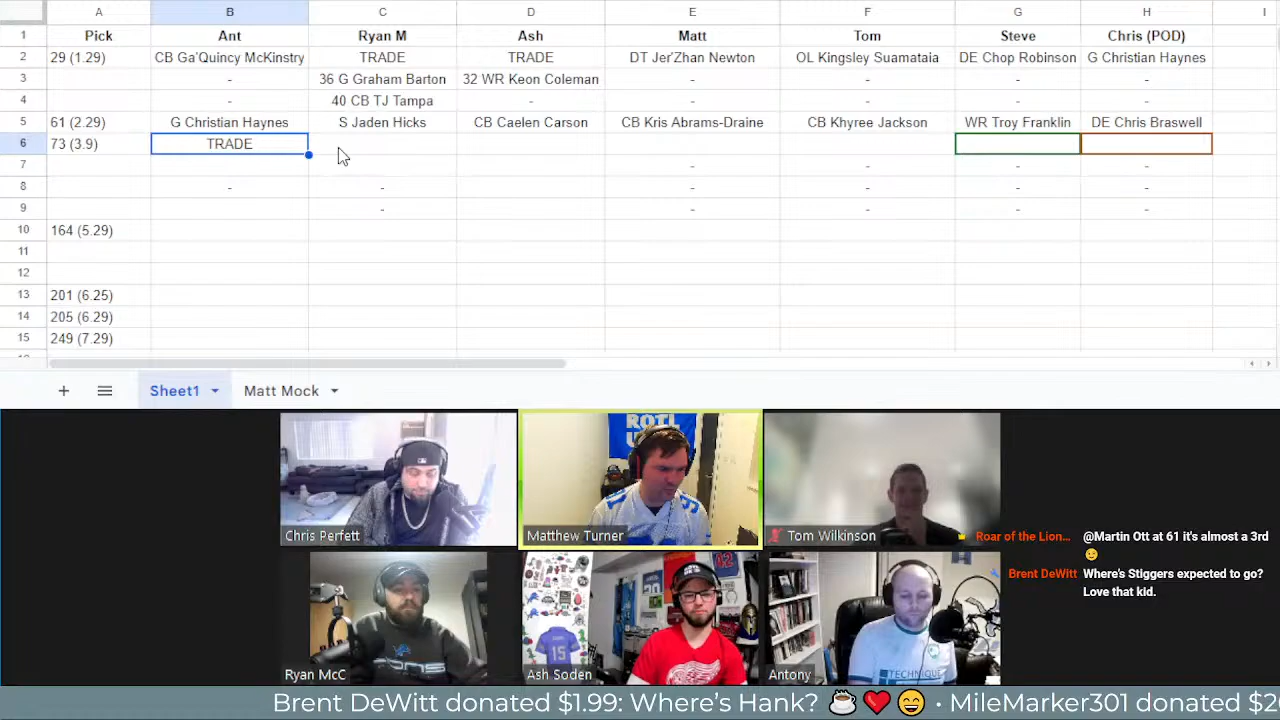 A B C D E F G H I
1 Pick Ant Ryan M Ash Matt Tom Steve Chris (POD)
2 29 (1.29) CB Ga'Quincy McKinstry TRADE TRADE DT Jer'Zhan Newton OL Kingsley Suamataia DE Chop Robinson G Christian Haynes
3 - 36 G Graham Barton 32 WR Keon Coleman - - - -
4 - 40 CB TJ Tampa - - - - -
5 61 (2.29) G Christian Haynes S Jaden Hicks CB Caelen Carson CB Kris Abrams-Draine CB Khyree Jackson WR Troy Franklin DE Chris Braswell
6 73 (3.9) TRADE
7 - - - -
8 - - - - - -
9 - - - - -
10 164 (5.29)
11
12
13 201 (6.25)
14 205 (6.29)
15 249 (7.29)
+ Sheet1 Matt Mock
ROTL
Chris Perfett
Matthew Turner
Tom Wilkinson
Ryan McC
LIONS
Ash Soden
15
Antony
TECHNIQUE
Roar of the Lion... @Martin Ott at 61 it's almost a 3rd
Brent DeWitt Where's Stiggers expected to go?
Love that kid.
Brent DeWitt donated $1.99: Where's Hank? ☕❤️😄 · MileMarker301 donated $2